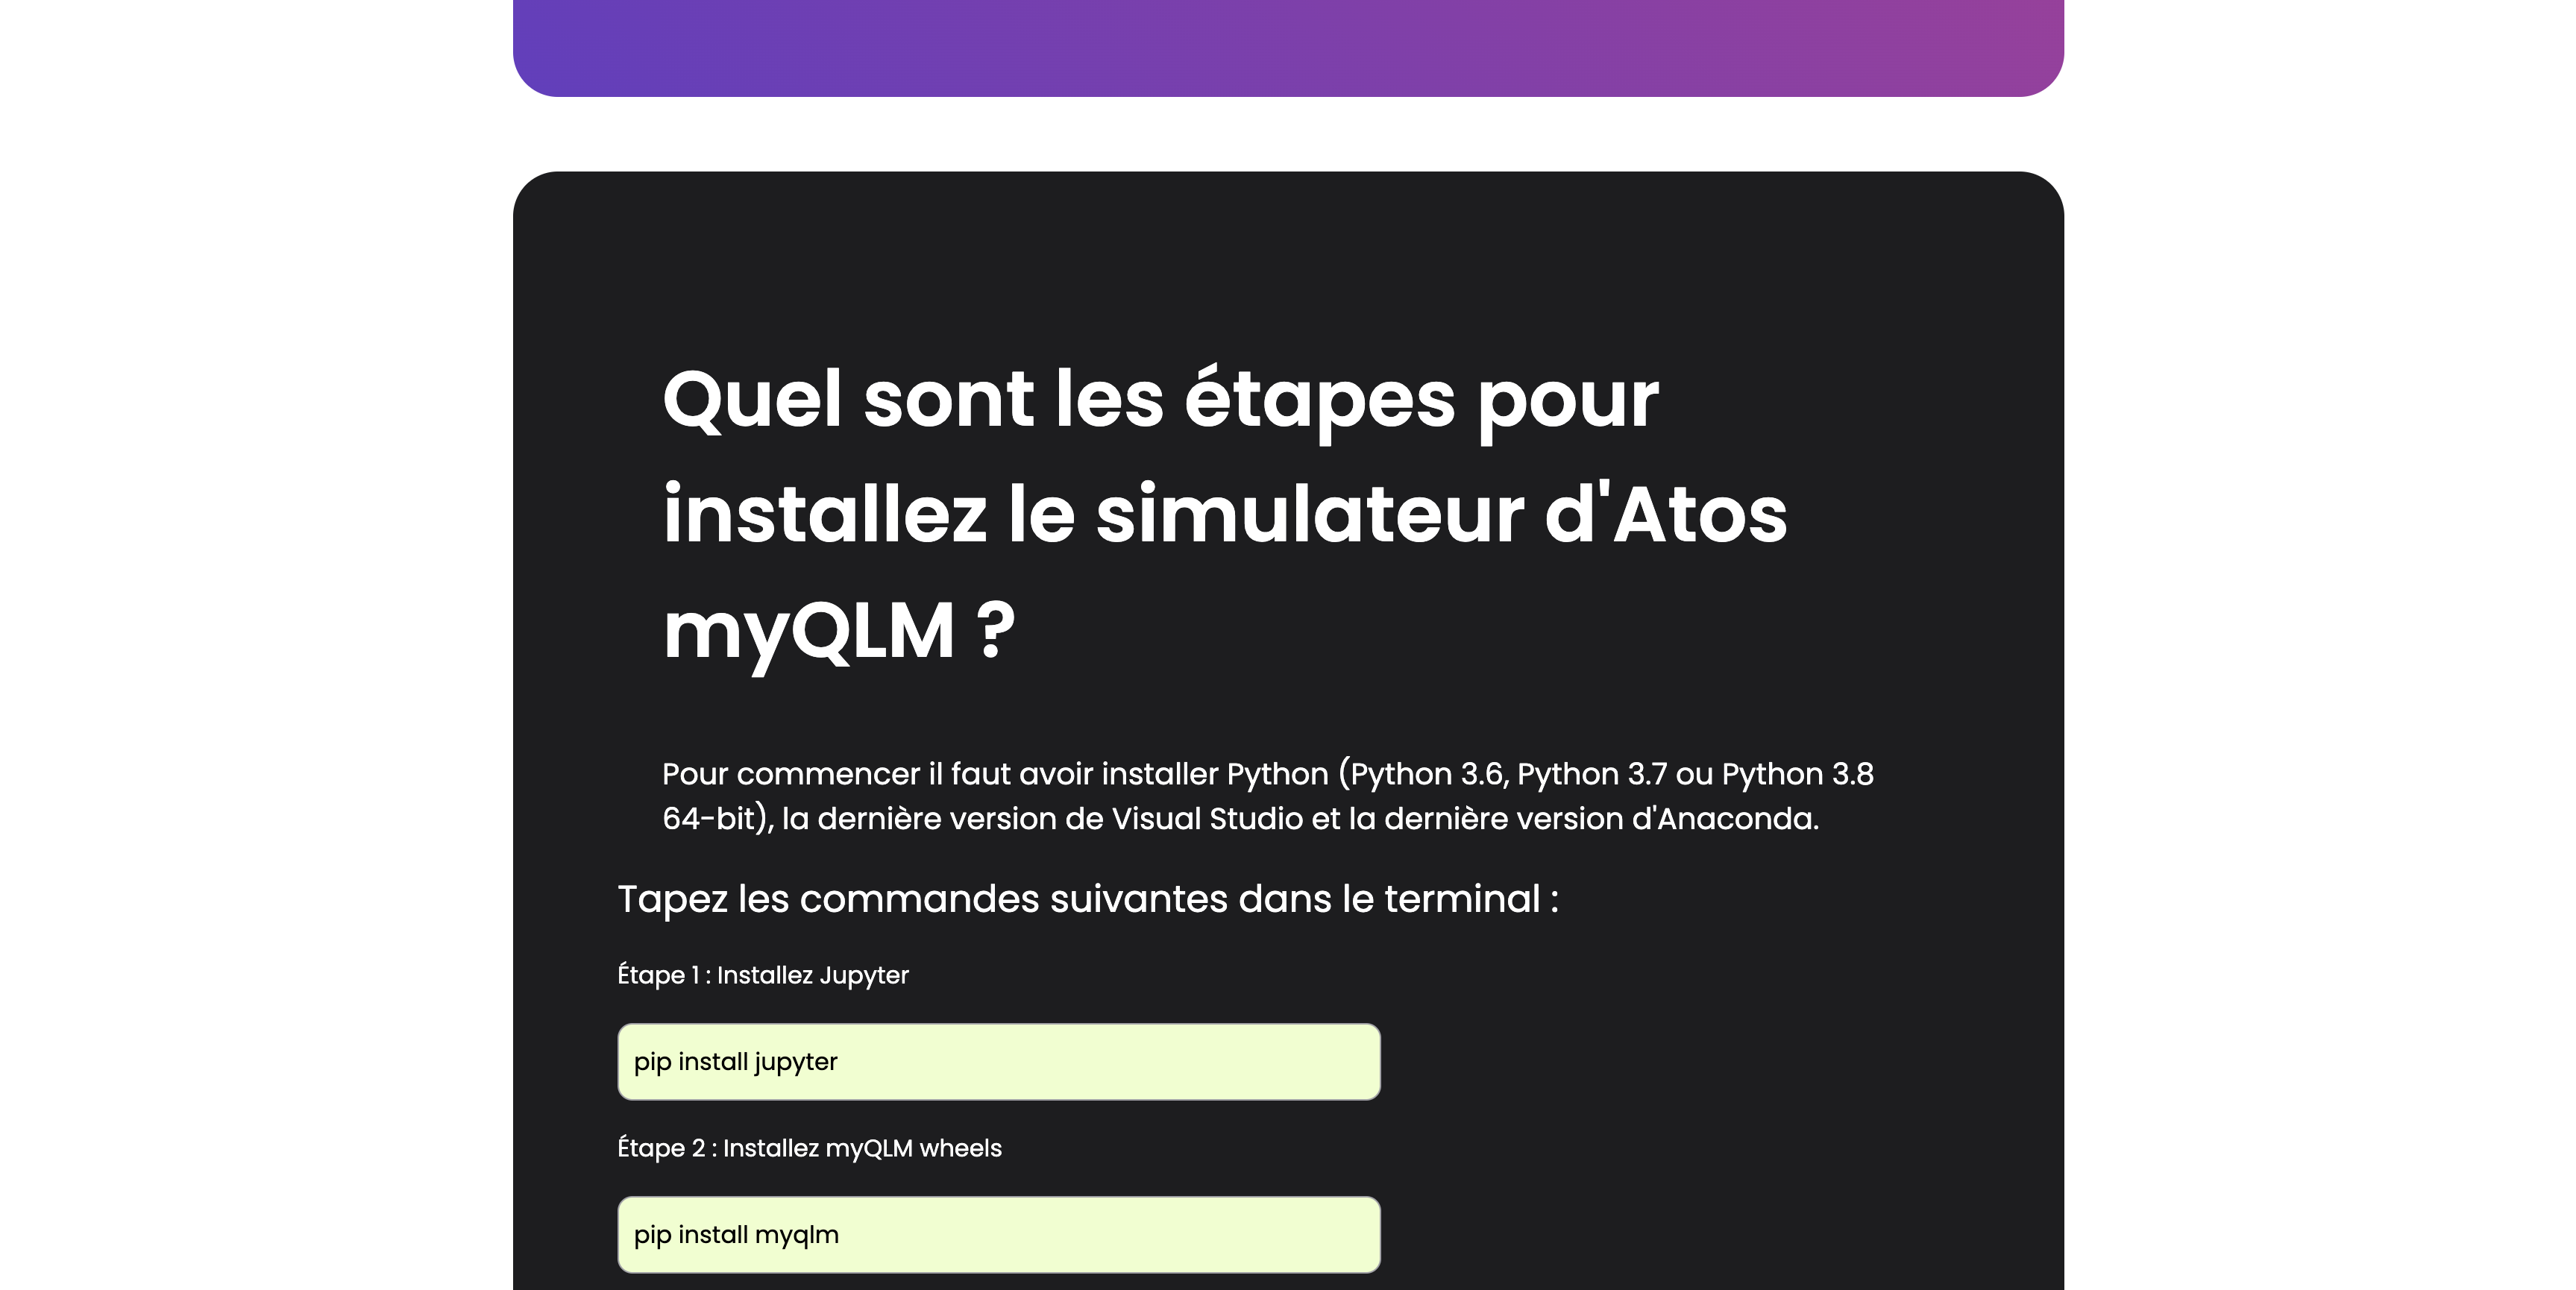 Quel sont les étapes pour
installez le simulateur d'Atos
myQLM ?
Pour commencer il faut avoir installer Python (Python 3.6, Python 3.7 ou Python 3.8
64-bit), la dernière version de Visual Studio et la dernière version d'Anaconda.
Tapez les commandes suivantes dans le terminal :
Étape 1 : Installez Jupyter
pip install jupyter
Étape 2 : Installez myQLM wheels
pip install myqlm